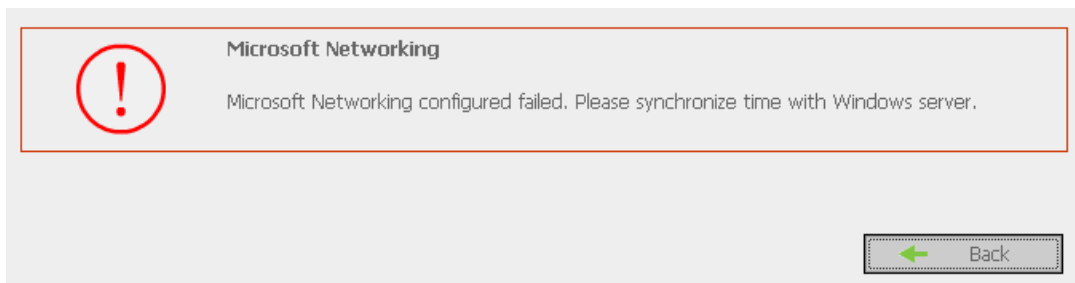 Microsoft Networking
Microsoft Networking configured failed. Please synchronize time with Windows server.
Back